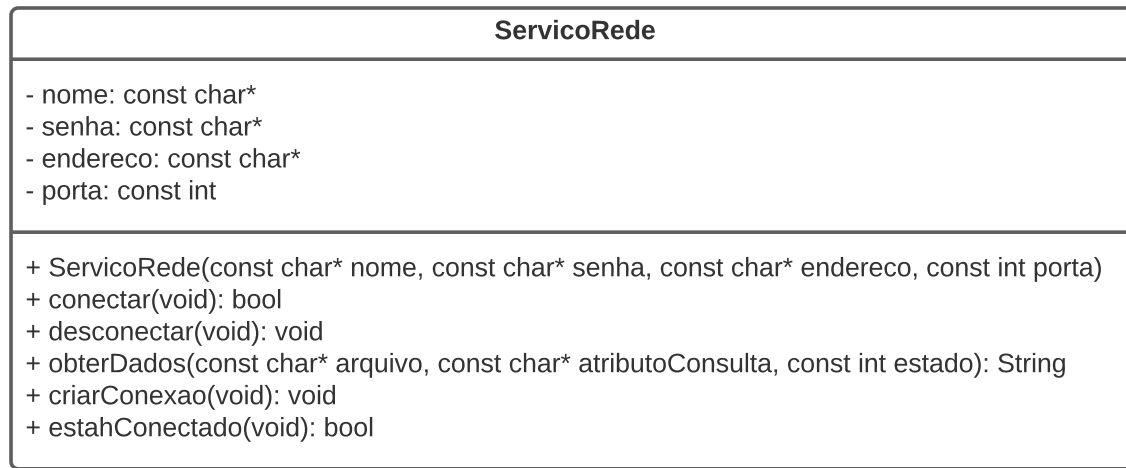 ServicoRede
- nome: const char*
- senha: const char*
- endereco: const char*
- porta: const int
+ ServicoRede(const char* nome, const char* senha, const char* endereco, const int porta)
+ conectar(void): bool
+ desconectar(void): void
+ obterDados(const char* arquivo, const char* atributoConsulta, const int estado): String
+ criarConexao(void): void
+ estahConectado(void): bool